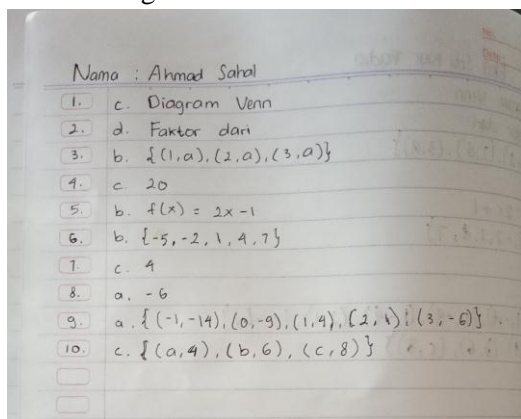 Nama : Ahmad Sahal
1. c. Diagram Venn
2. d. Faktor dari
3. b. {(1,a), (2,a), (3,a)}
4. c. 20
5. b. f(x) = 2x -1
6. b. {-5, -2, 1, 4, 7}
7. c. 4
8. a. -6
9. a. {(-1, -14), (0, -9), (1,4), (2,4), (3, -6)}
10. c. {(a,4), (b,6), (c,8)}